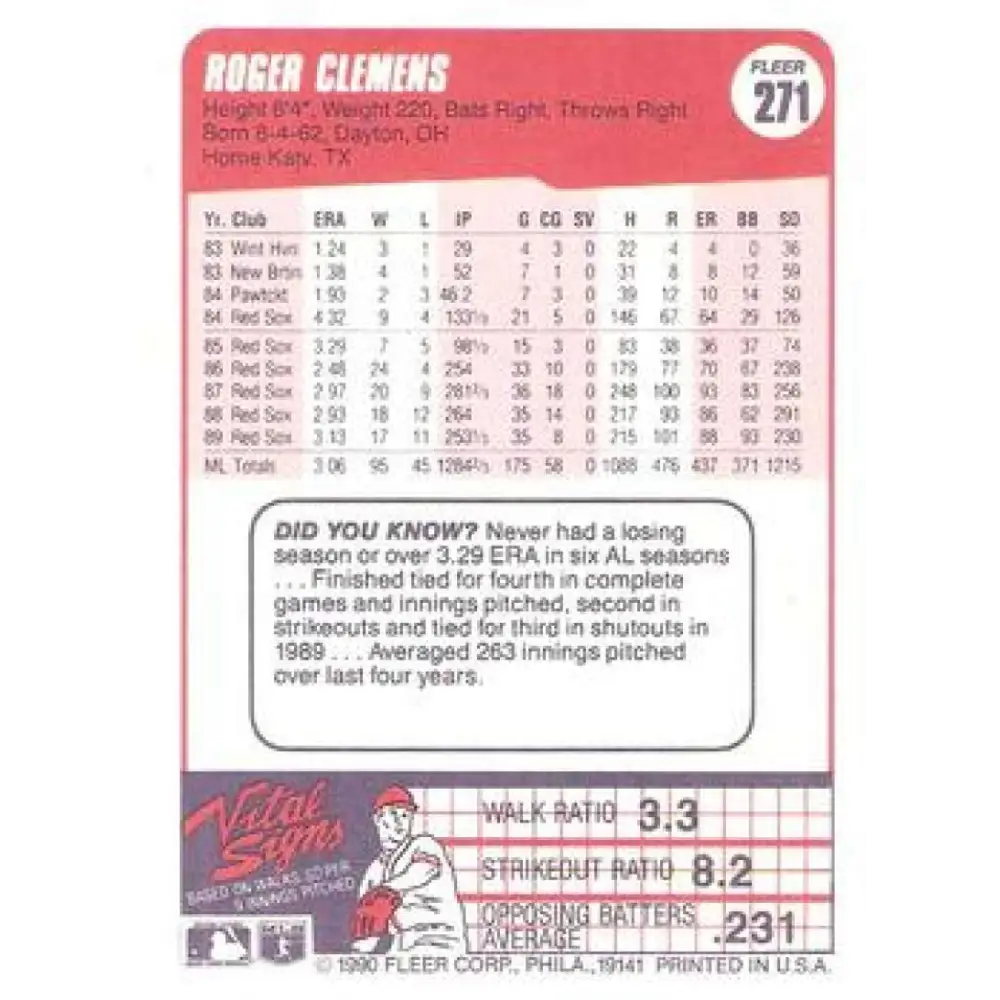 ROGER CLEMENS
FLEER
271
Height 6'4", Weight 220, Bats Right, Throws Right
Born 8-4-62, Dayton, OH
Home Katy, TX
Yr. Club ERA W L IP G CG SV H R ER BB SO
83 Wint Hvn 1.24 3 1 29 4 3 0 22 4 4 0 36
83 New Britn 1.38 4 1 52 7 1 0 31 8 8 12 59
84 Pawtckt 1.93 2 3 46.2 7 3 0 39 12 10 14 50
84 Red Sox 4.32 9 4 133⅓ 21 5 0 146 67 64 29 126
85 Red Sox 3.29 7 5 98⅓ 15 3 0 83 38 36 37 74
86 Red Sox 2.48 24 4 254 33 10 0 179 77 70 67 238
87 Red Sox 2.97 20 9 281⅔ 36 18 0 248 100 93 83 256
88 Red Sox 2.93 18 12 264 35 14 0 217 93 86 62 291
89 Red Sox 3.13 17 11 253⅓ 35 8 0 215 101 88 93 230
ML Totals 3.06 95 45 1284⅔ 175 58 0 1088 476 437 371 1215
DID YOU KNOW? Never had a losing
season or over 3.29 ERA in six AL seasons
. . . Finished tied for fourth in complete
games and innings pitched, second in
strikeouts and tied for third in shutouts in
1989 . . . Averaged 263 innings pitched
over last four years.
Vital
Signs
BASED ON WALKS, SO PER
9 INNINGS PITCHED
WALK RATIO 3.3
STRIKEOUT RATIO 8.2
OPPOSING BATTERS
AVERAGE .231
© 1990 FLEER CORP., PHILA., 19141 PRINTED IN U.S.A.